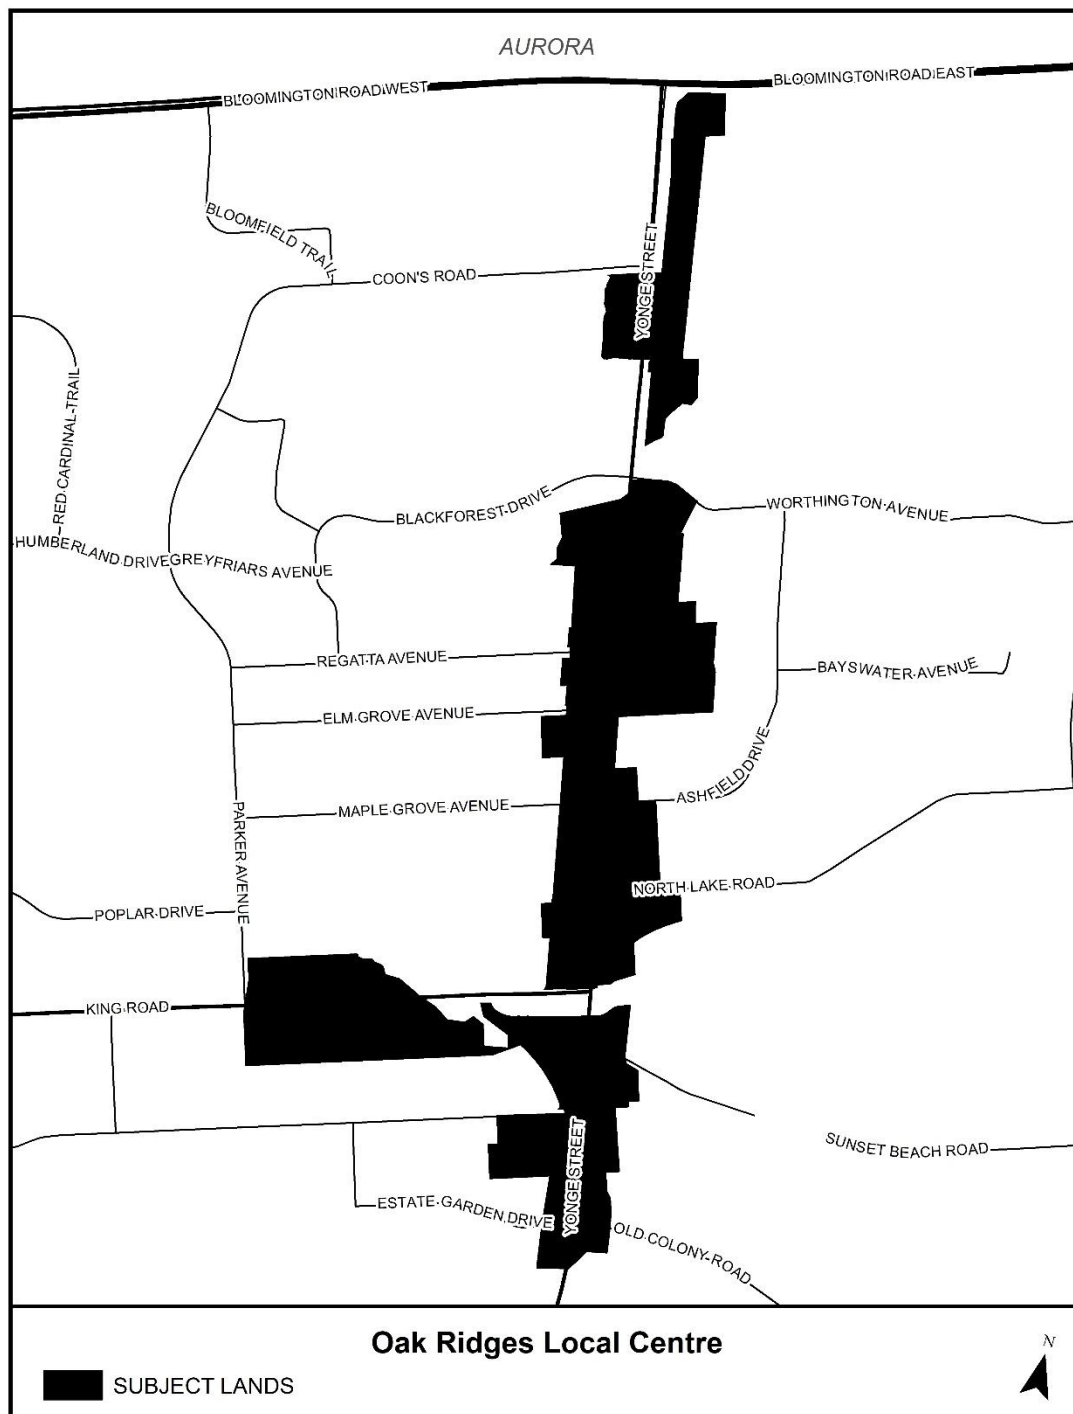 AURORA
BLOOMINGTON ROAD WEST
BLOOMINGTON ROAD EAST
BLOOMFIELD TRAIL
YONGE STREET
COON'S ROAD
RED CARDINAL TRAIL
BLACKFOREST DRIVE
WORTHINGTON AVENUE
HUMBERLAND DRIVE
GREYFRIARS AVENUE
REGATTA AVENUE
BAYSWATER AVENUE
ELM GROVE AVENUE
ASHFIELD DRIVE
MAPLE GROVE AVENUE
PARKER AVENUE
NORTH LAKE ROAD
POPLAR DRIVE
KING ROAD
YONGE STREET
SUNSET BEACH ROAD
ESTATE GARDEN DRIVE
OLD COLONY ROAD
Oak Ridges Local Centre
N
SUBJECT LANDS